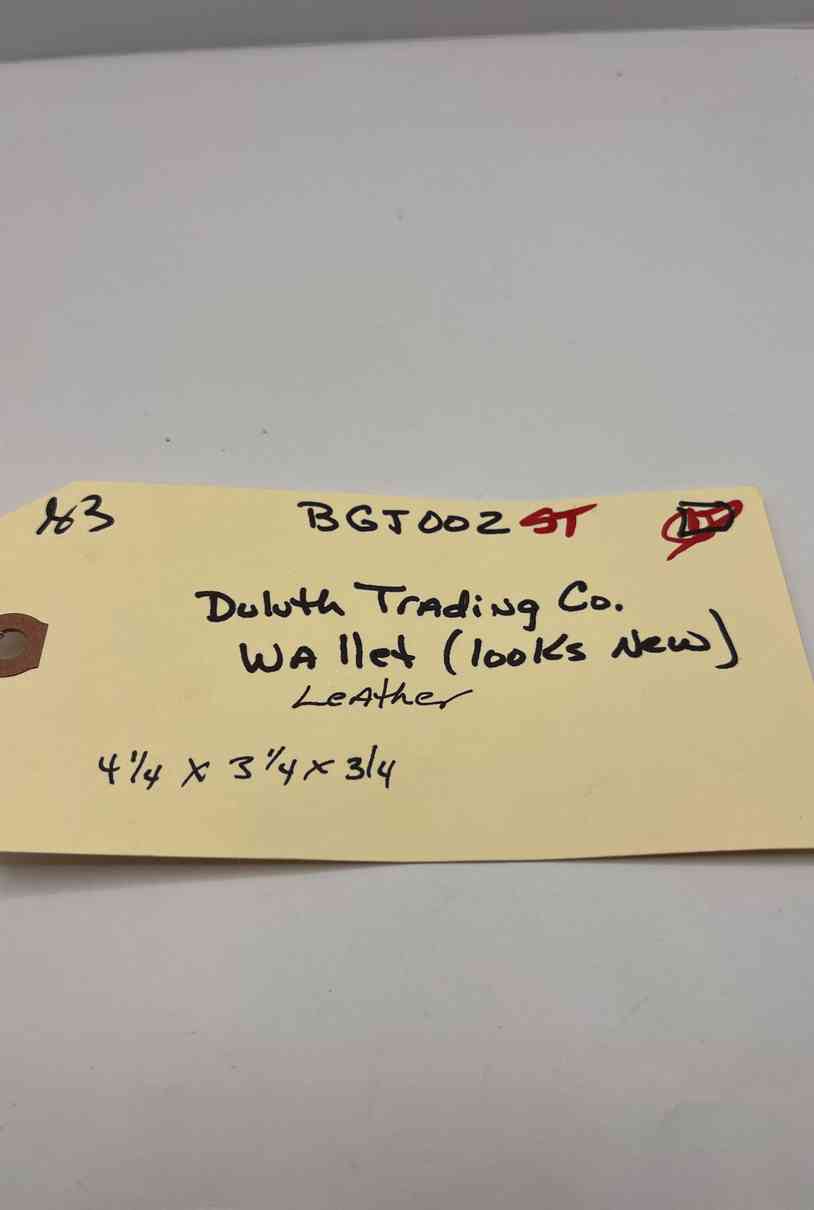 83 BGJ002 ST
Duluth Trading Co.
Wallet (looks New)
Leather
4 1/4 x 3 1/4 x 3/4